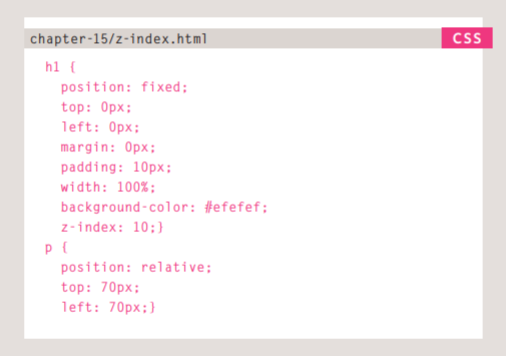 chapter-15/z-index.html CSS
h1 {
position: fixed;
top: 0px;
left: 0px;
margin: 0px;
padding: 10px;
width: 100%;
background-color: #efefef;
z-index: 10;}
p {
position: relative;
top: 70px;
left: 70px;}